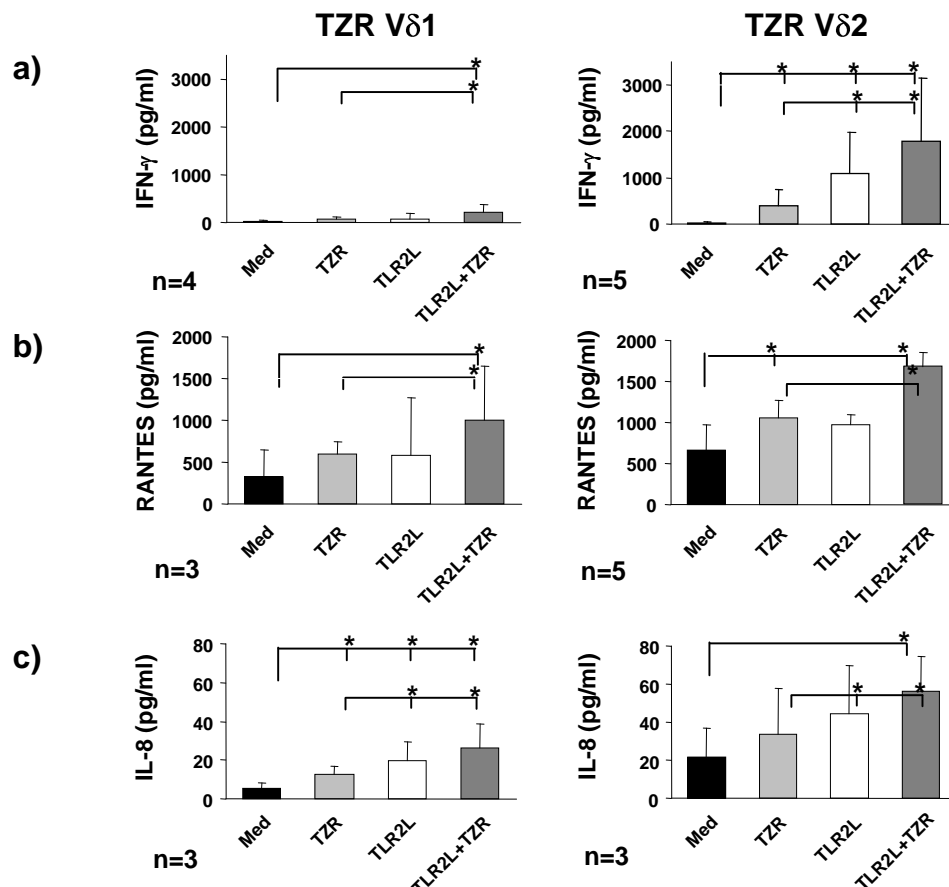 TZR Vδ1
TZR Vδ2
a)
IFN-γ (pg/ml)
3000
2000
1000
0
* 
*
Med
TZR
TLR2L
TLR2L+TZR
n=4
IFN-γ (pg/ml)
3000
2000
1000
0
* * *
* *
Med
TZR
TLR2L
TLR2L+TZR
n=5
b)
RANTES (pg/ml)
2000
1500
1000
500
0
*
*
Med
TZR
TLR2L
TLR2L+TZR
n=3
RANTES (pg/ml)
2000
1500
1000
500
0
* *
*
Med
TZR
TLR2L
TLR2L+TZR
n=5
c)
IL-8 (pg/ml)
80
60
40
20
0
* * *
* *
Med
TZR
TLR2L
TLR2L+TZR
n=3
IL-8 (pg/ml)
80
60
40
20
0
*
* *
Med
TZR
TLR2L
TLR2L+TZR
n=3